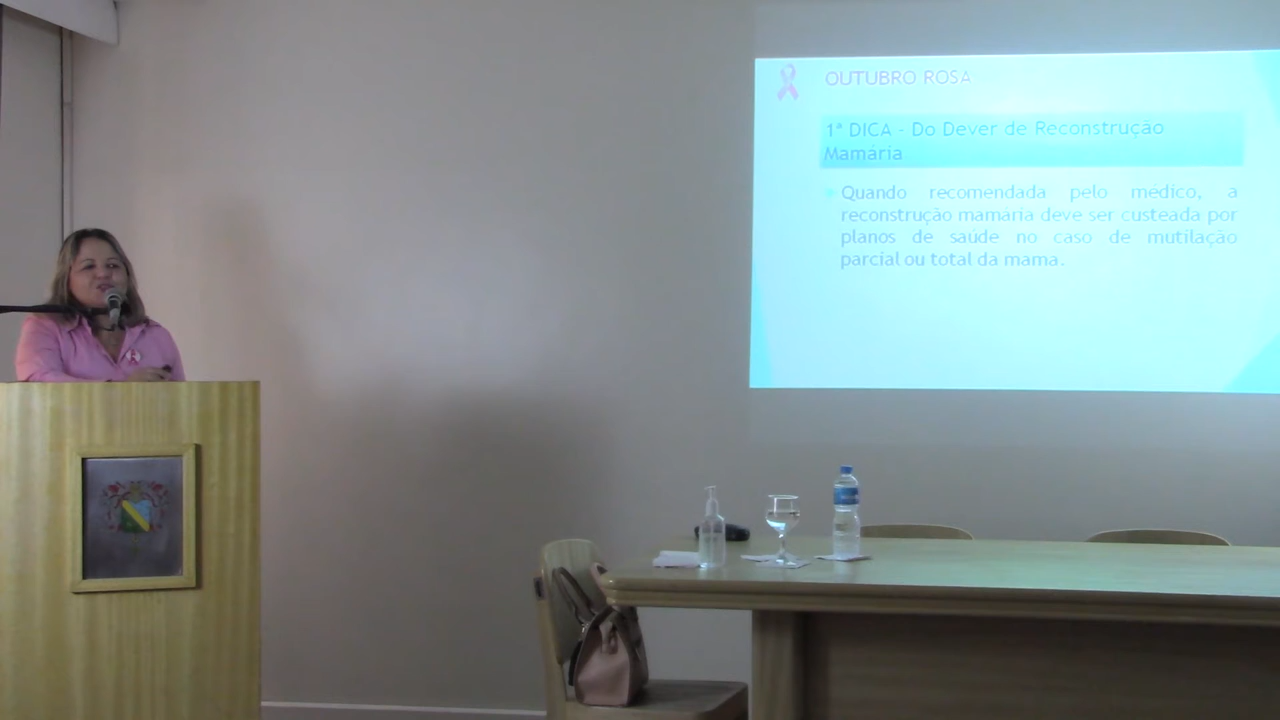 OUTUBRO ROSA
1ª DICA - Do Dever de Reconstrução
Mamária
Quando recomendada pelo médico, a
reconstrução mamária deve ser custeada por
planos de saúde no caso de mutilação
parcial ou total da mama.